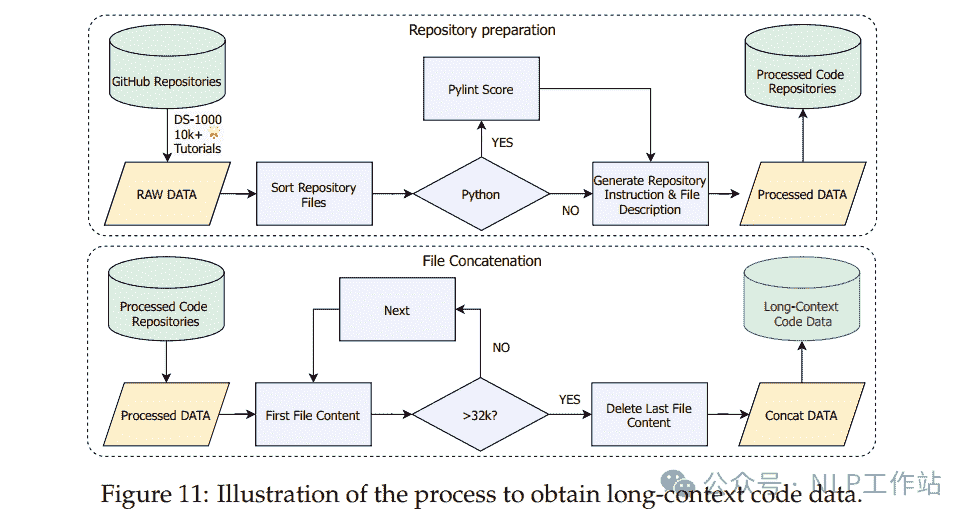 Repository preparation
GitHub Repositories
DS-1000
10k+
Tutorials
RAW DATA
Sort Repository
Files
Python
YES
Pylint Score
NO
Generate Repository
Instruction & File
Description
Processed DATA
Processed Code
Repositories
File Concatenation
Processed Code
Repositories
Processed DATA
First File Content
Next
NO
>32k?
YES
Delete Last File
Content
Concat DATA
Long-Context
Code Data
公众号 · NLP工作站
Figure 11: Illustration of the process to obtain long-context code data.